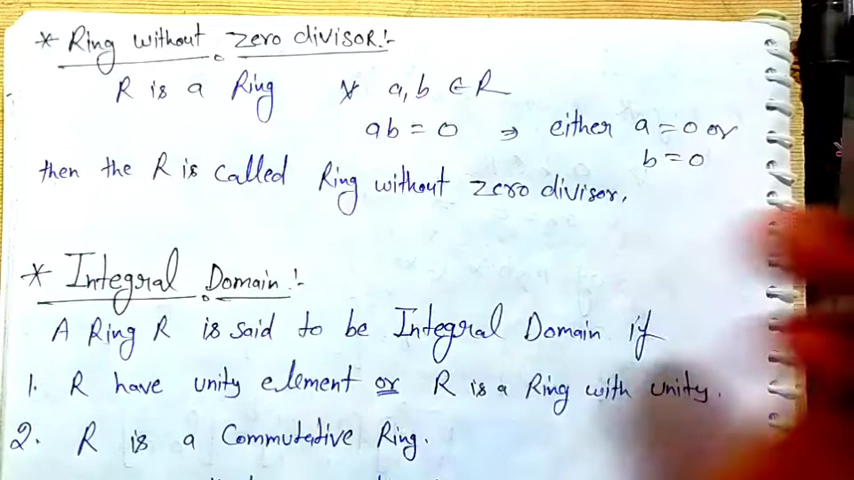 * Ring without zero divisor:-
R is a Ring ∀ a, b ∈ R
ab = 0 ⇒ either a = 0 or
b = 0
then the R is called Ring without zero divisor.
* Integral Domain:-
A Ring R is said to be Integral Domain if
1. R have unity element or R is a Ring with unity.
2. R is a Commutative Ring.